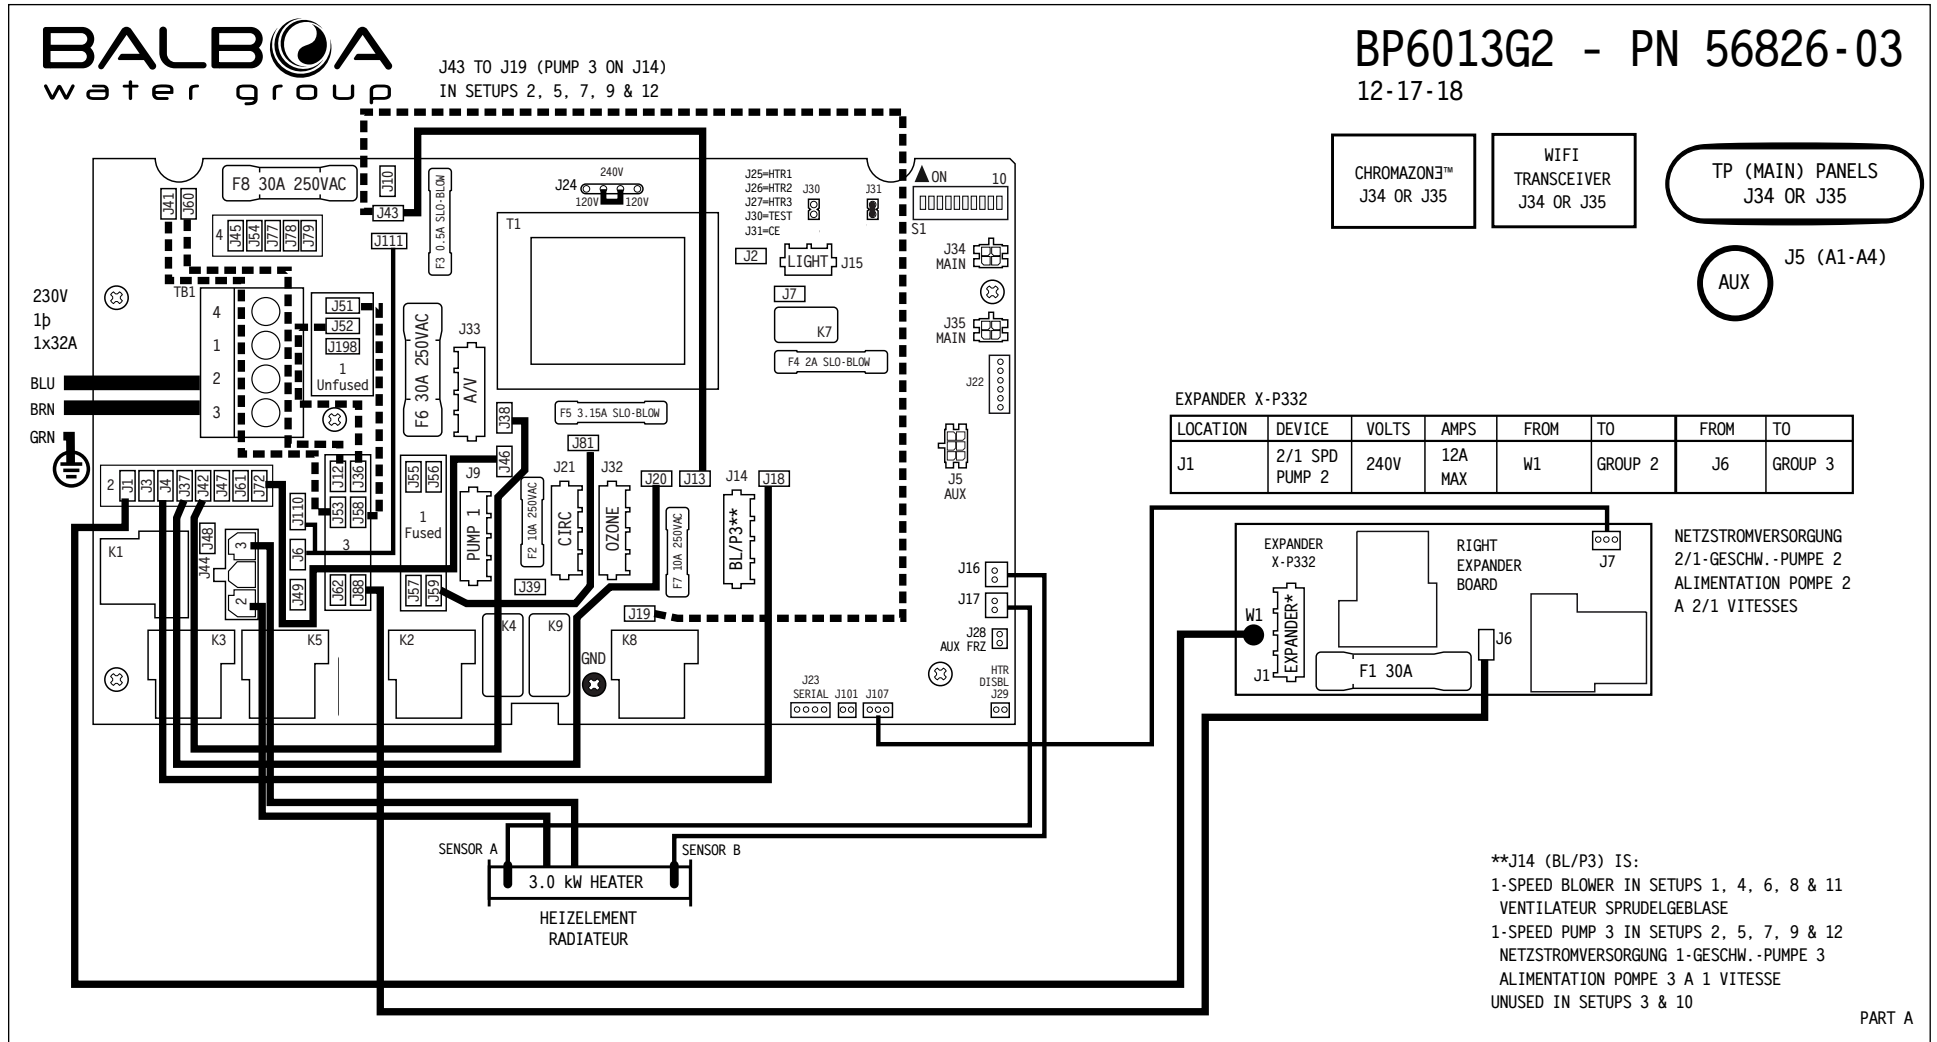 BALBOA
water group
J43 TO J19 (PUMP 3 ON J14)
IN SETUPS 2, 5, 7, 9 & 12
BP6013G2 - PN 56826-03
12-17-18
CHROMAZONE™
J34 OR J35
WIFI
TRANSCEIVER
J34 OR J35
TP (MAIN) PANELS
J34 OR J35
AUX
J5 (A1-A4)
J41
J60
F8 30A 250VAC
J10
J43
J111
F3 0.5A SLO-BLOW
4
J45
J54
J77
J78
J79
J24
240V
120V
120V
T1
J25=HTR1
J26=HTR2
J27=HTR3
J30=TEST
J31=CE
J30
J31
ON
10
S1
J2
LIGHT
J15
J34
MAIN
J7
K7
J35
MAIN
F4 2A SLO-BLOW
J22
230V
1þ
1x32A
BLU
BRN
GRN
TB1
4
1
2
3
J51
J52
J198
1
Unfused
F6 30A 250VAC
J33
A/V
J38
F5 3.15A SLO-BLOW
J81
J46
J5
AUX
2
J1
J3
J4
J37
J42
J47
J61
J72
J110
J12
J36
J53
J58
3
J62
J88
J55
J56
1
Fused
J57
J59
J9
PUMP 1
F2 10A 250VAC
J21
CIRC
J32
OZONE
J39
J20
J13
F7 10A 250VAC
J14
BL/P3**
J18
J19
K1
J48
J44
3
2
J6
J49
K3
K5
K2
K4
K9
GND
K8
J16
J17
J28
AUX FRZ
HTR
DISBL
J29
J23
SERIAL
J101
J107
EXPANDER X-P332
LOCATION DEVICE VOLTS AMPS FROM TO FROM TO
J1 2/1 SPD PUMP 2 240V 12A MAX W1 GROUP 2 J6 GROUP 3
EXPANDER
X-P332
RIGHT
EXPANDER
BOARD
J7
W1
J1
EXPANDER*
F1 30A
J6
NETZSTROMVERSORGUNG
2/1-GESCHW.-PUMPE 2
ALIMENTATION POMPE 2
A 2/1 VITESSES
SENSOR A
SENSOR B
3.0 kW HEATER
HEIZELEMENT
RADIATEUR
**J14 (BL/P3) IS:
1-SPEED BLOWER IN SETUPS 1, 4, 6, 8 & 11
VENTILATEUR SPRUDELGEBLASE
1-SPEED PUMP 3 IN SETUPS 2, 5, 7, 9 & 12
NETZSTROMVERSORGUNG 1-GESCHW.-PUMPE 3
ALIMENTATION POMPE 3 A 1 VITESSE
UNUSED IN SETUPS 3 & 10
PART A